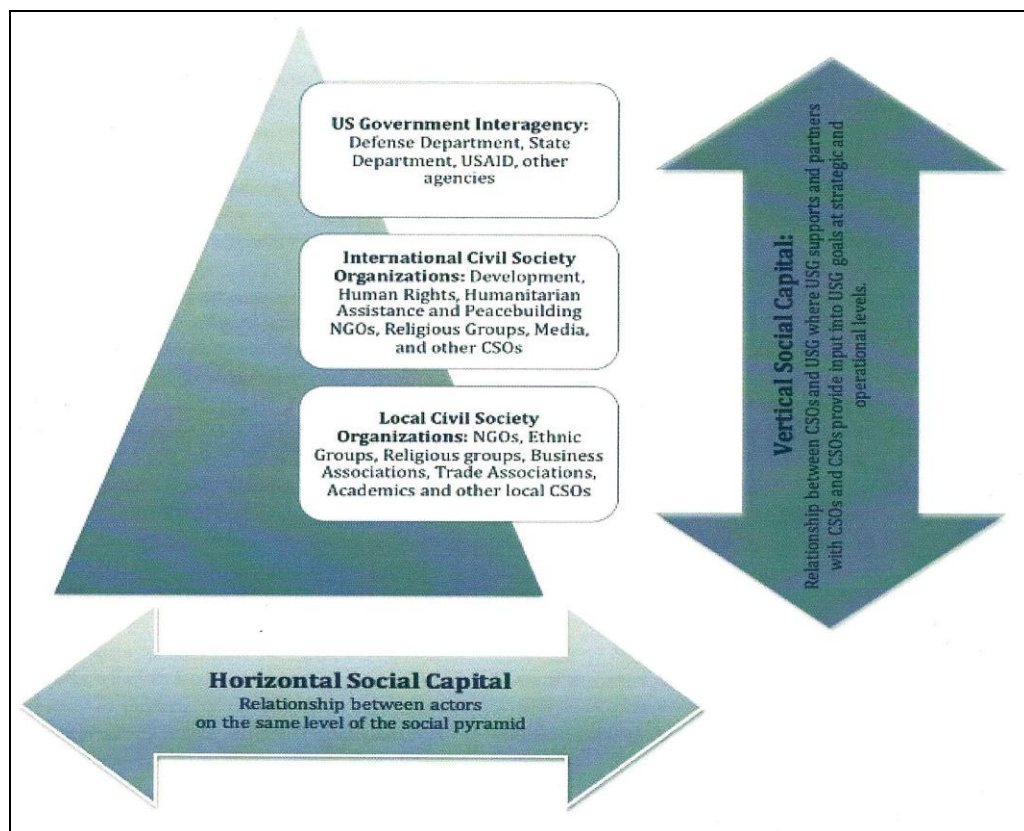 US Government Interagency:
Defense Department, State
Department, USAID, other
agencies
International Civil Society
Organizations: Development,
Human Rights, Humanitarian
Assistance and Peacebuilding
NGOs, Religious Groups, Media,
and other CSOs
Local Civil Society
Organizations: NGOs, Ethnic
Groups, Religious groups, Business
Associations, Trade Associations,
Academics and other local CSOs
Vertical Social Capital:
Relationship between CSOs and USG where USG supports and partners
with CSOs and CSOs provide input into USG goals at strategic and
operational levels.
Horizontal Social Capital
Relationship between actors
on the same level of the social pyramid